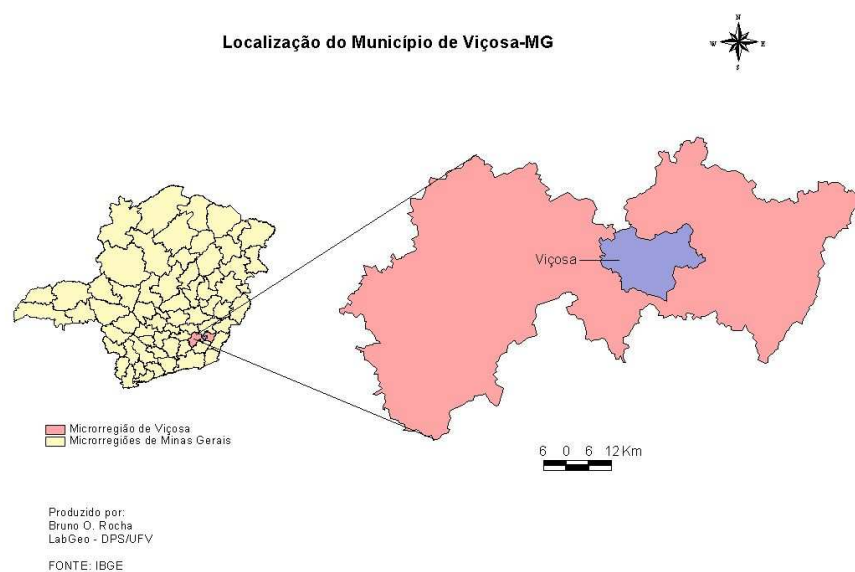 Localização do Município de Viçosa-MG
N
W E
S
Viçosa
Microrregião de Viçosa
Microrregiões de Minas Gerais
6 0 6 12 Km
Produzido por:
Bruno O. Rocha
LabGeo - DPS/UFV
FONTE: IBGE